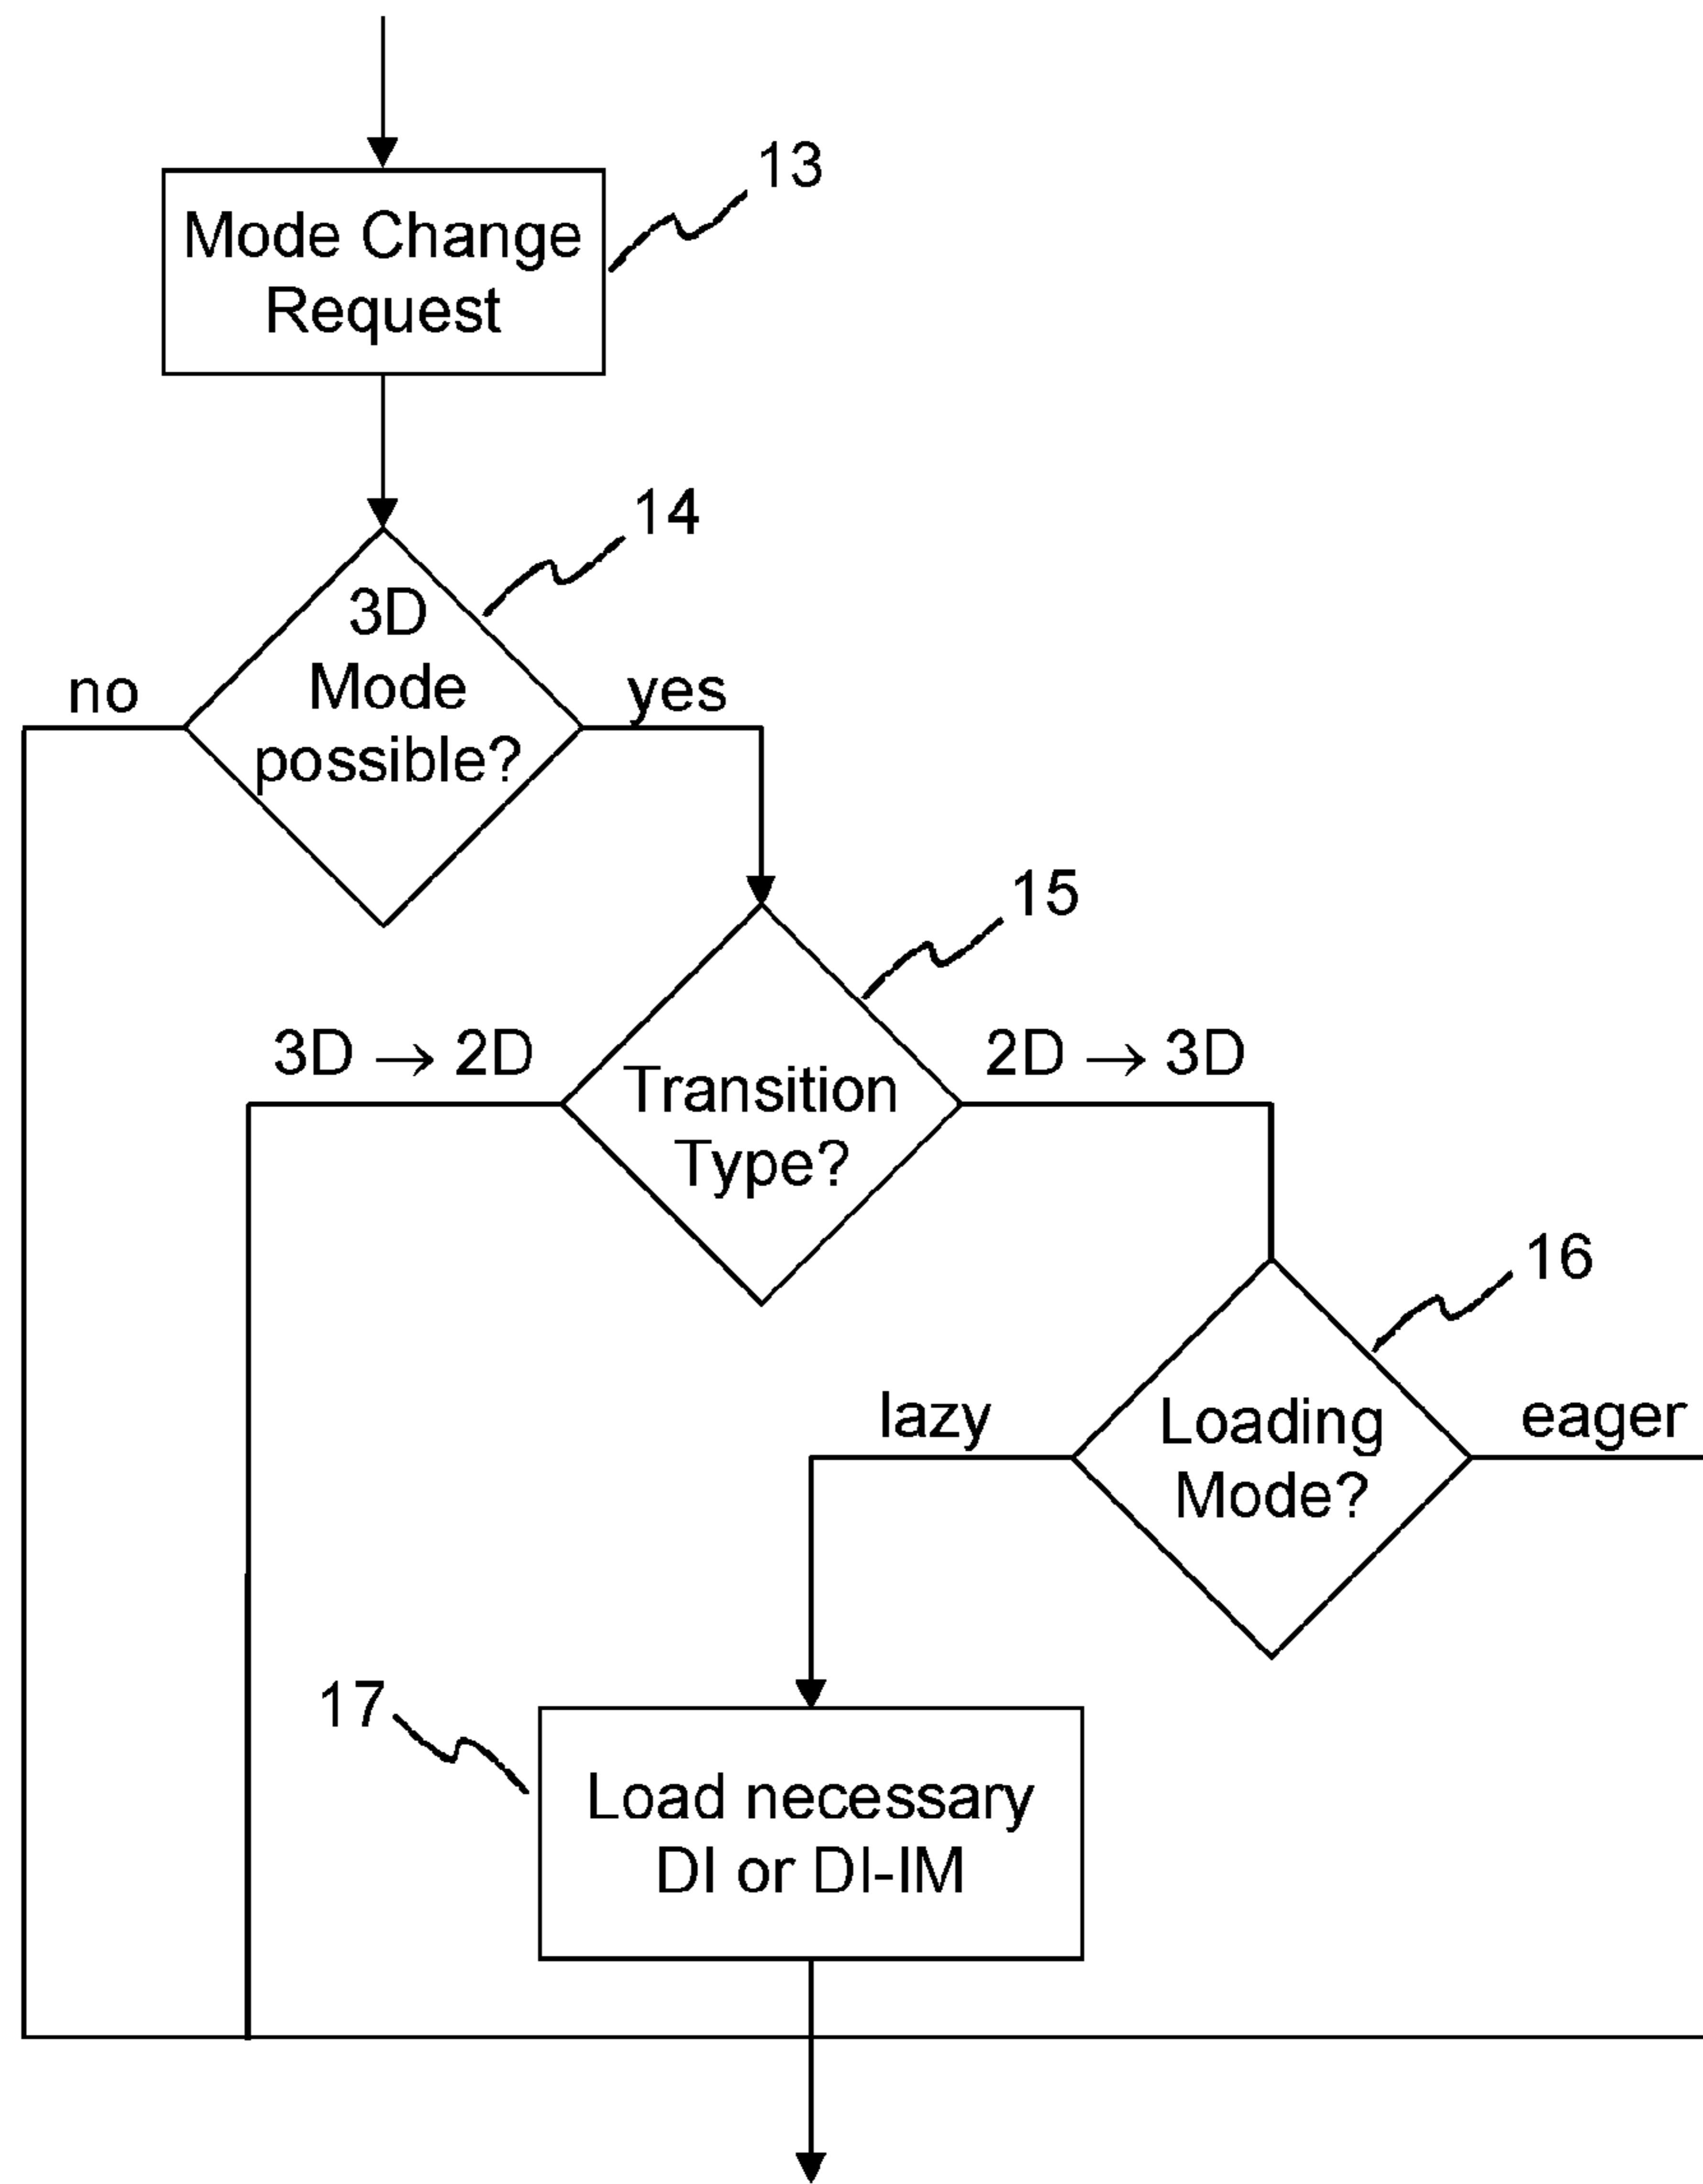 13
Mode Change
Request
14
3D
Mode
possible?
no
yes
15
3D → 2D
2D → 3D
Transition
Type?
16
lazy
eager
Loading
Mode?
17
Load necessary
DI or DI-IM